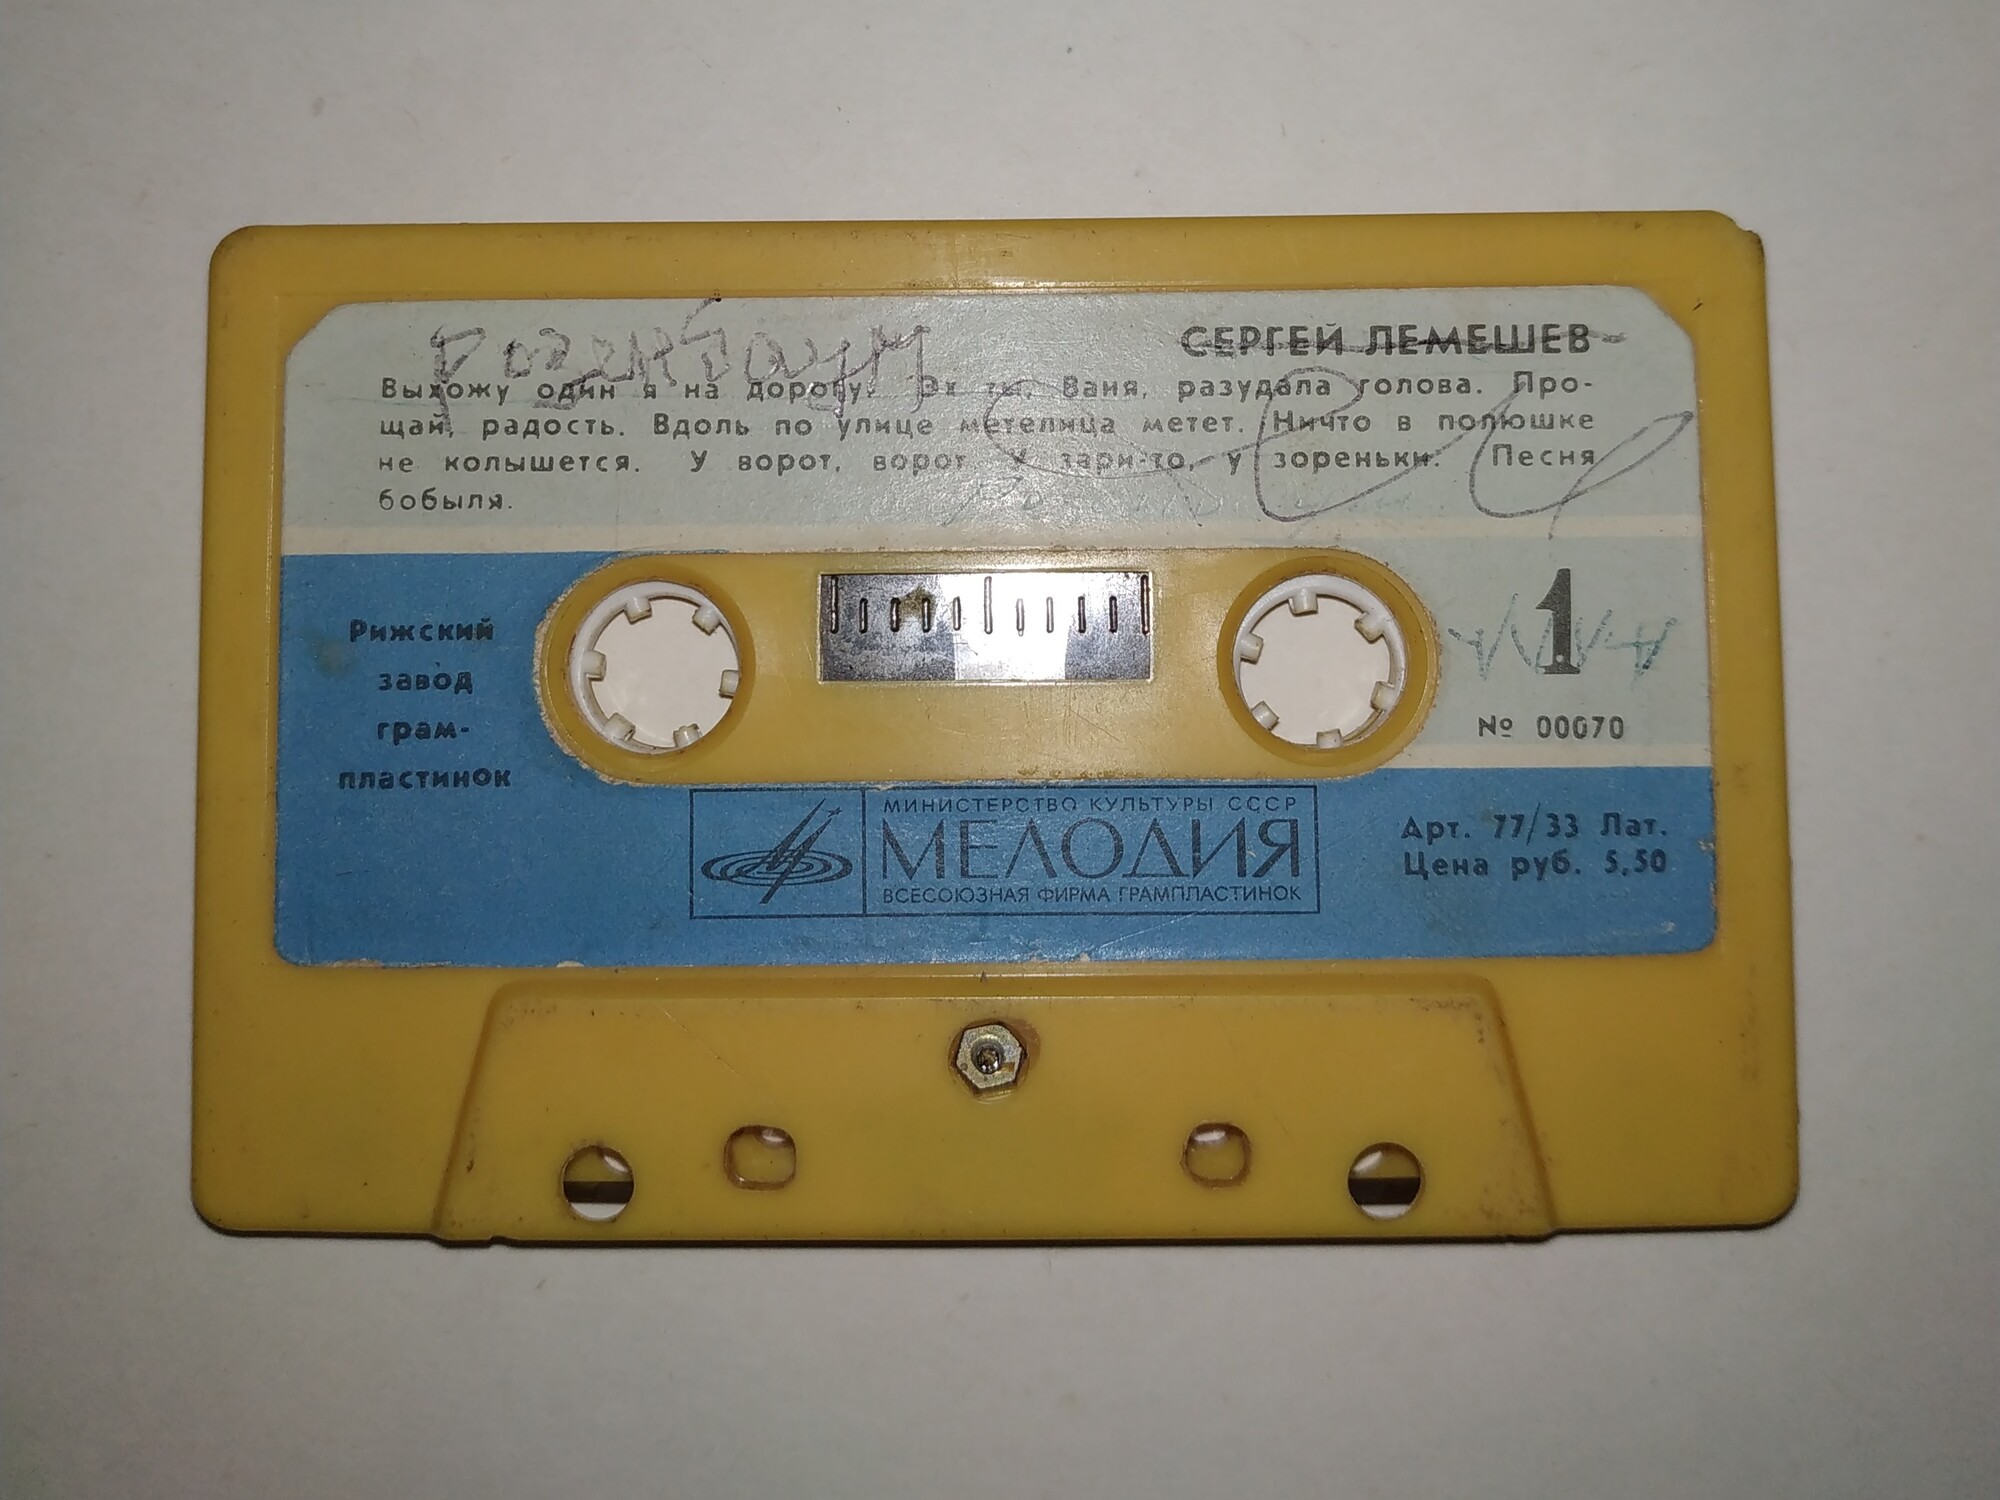 розенбаум
СЕРГЕЙ ЛЕМЕШЕВ
Выхожу один я на дорогу. Эх ты, Ваня, разудала голова. Про-
щай, радость. Вдоль по улице метелица метет. Ничто в полюшке
не колышется. У ворот, ворот. У зари-то, у зореньки. Песня
бобыля.
Рижский
завод
грам-
пластинок
1
№ 00070
МИНИСТЕРСТВО КУЛЬТУРЫ СССР
МЕЛОДИЯ
ВСЕСОЮЗНАЯ ФИРМА ГРАМПЛАСТИНОК
Арт. 77/33 Лат.
Цена руб. 5,50